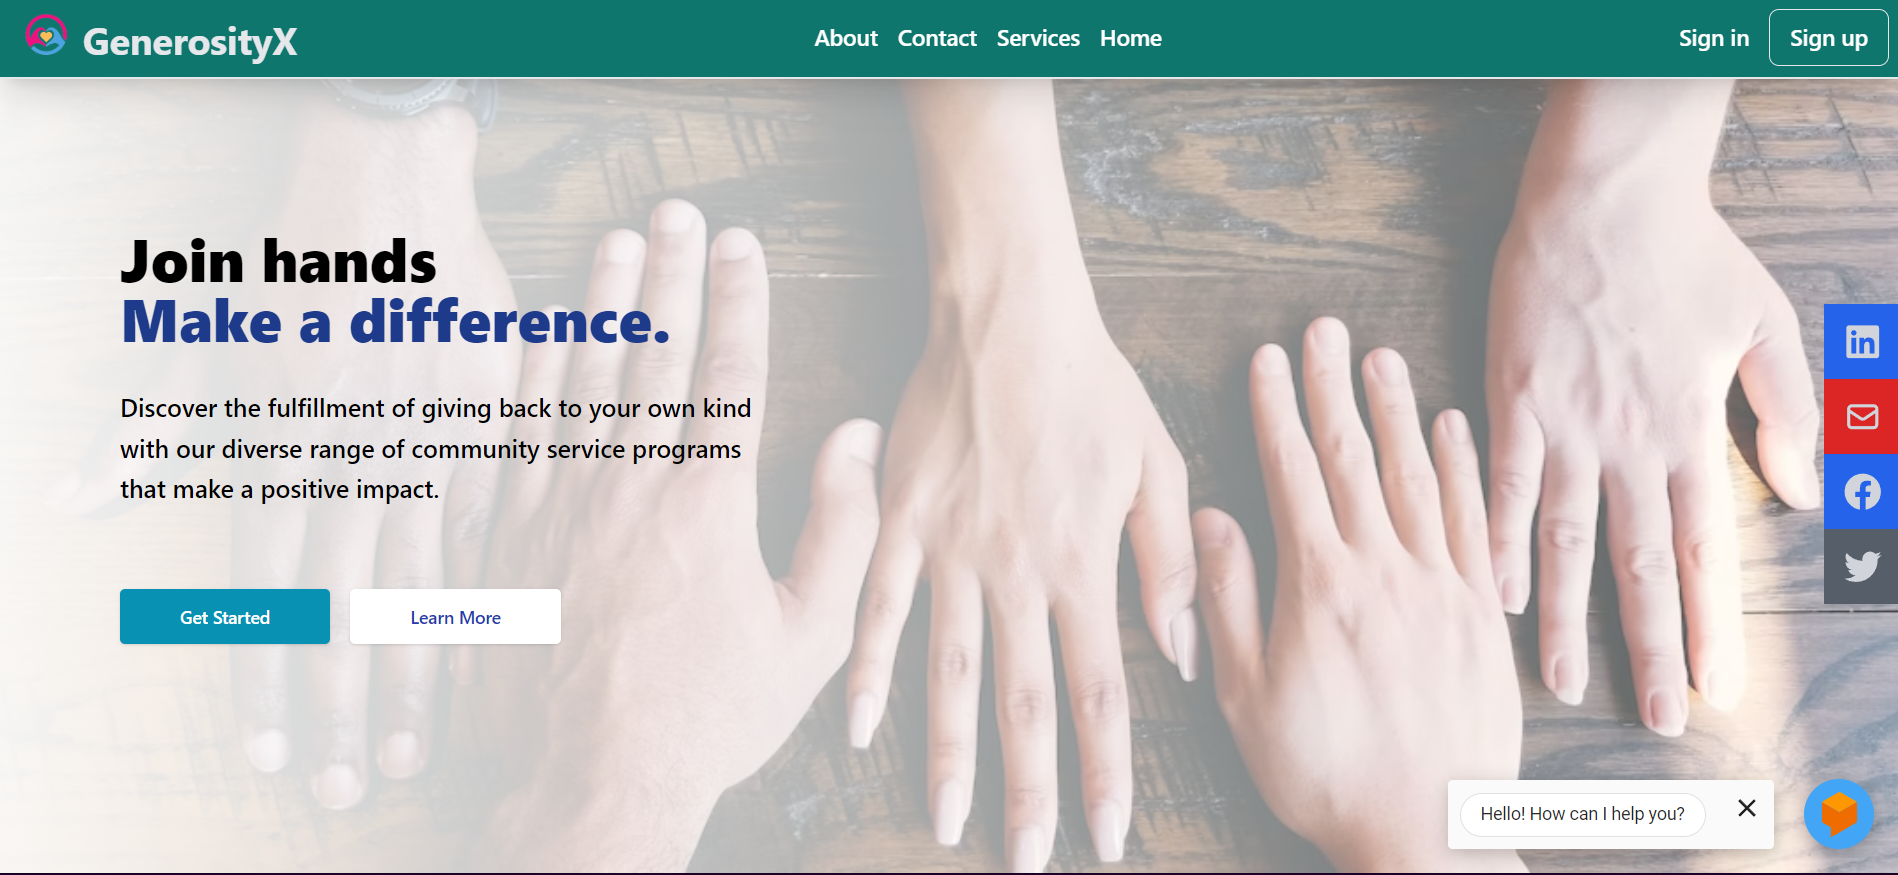 GenerosityX
About Contact Services Home
Sign in Sign up
Join hands
Make a difference.
Discover the fulfillment of giving back to your own kind
with our diverse range of community service programs
that make a positive impact.
Get Started Learn More
in
Hello! How can I help you?